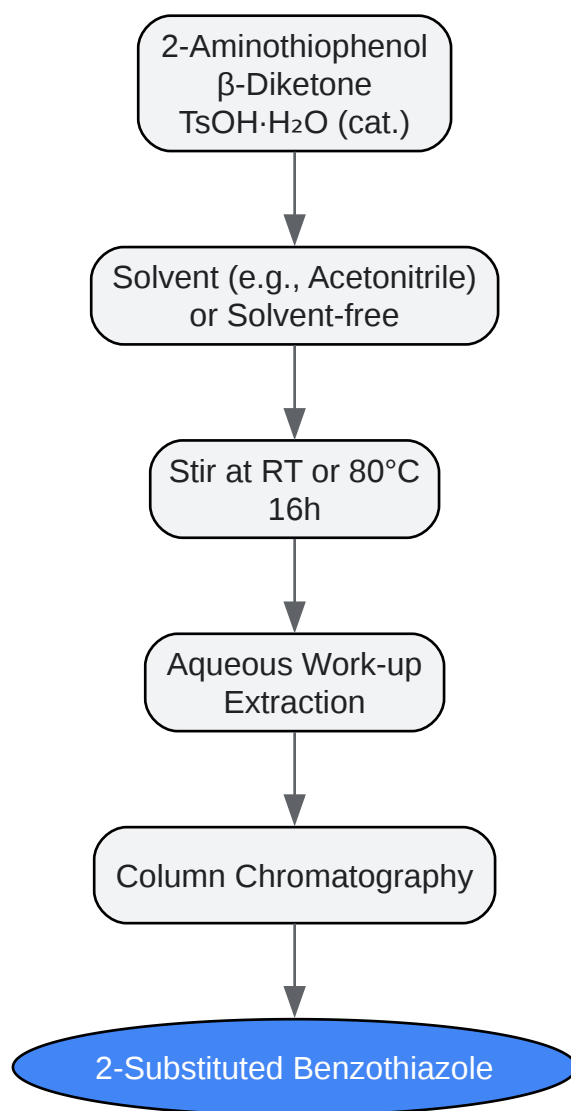 2-Aminothiophenol
β-Diketone
TsOH·H₂O (cat.)
Solvent (e.g., Acetonitrile)
or Solvent-free
Stir at RT or 80°C
16h
Aqueous Work-up
Extraction
Column Chromatography
2-Substituted Benzothiazole